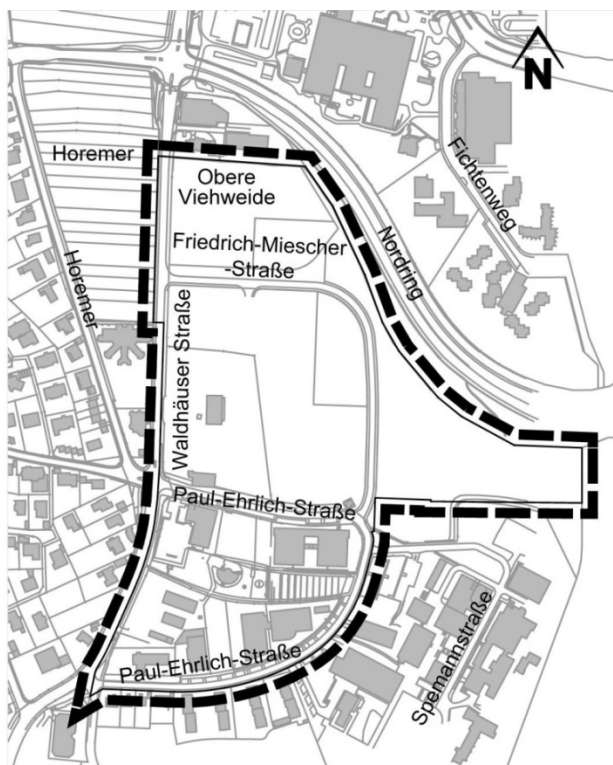 N
Horemer
Obere
Viehweide
Fichtenweg
Friedrich-Miescher
-Straße
Nordring
Horemer
Waldhäuser Straße
Paul-Ehrlich-Straße
Spemannstraße
Paul-Ehrlich-Straße